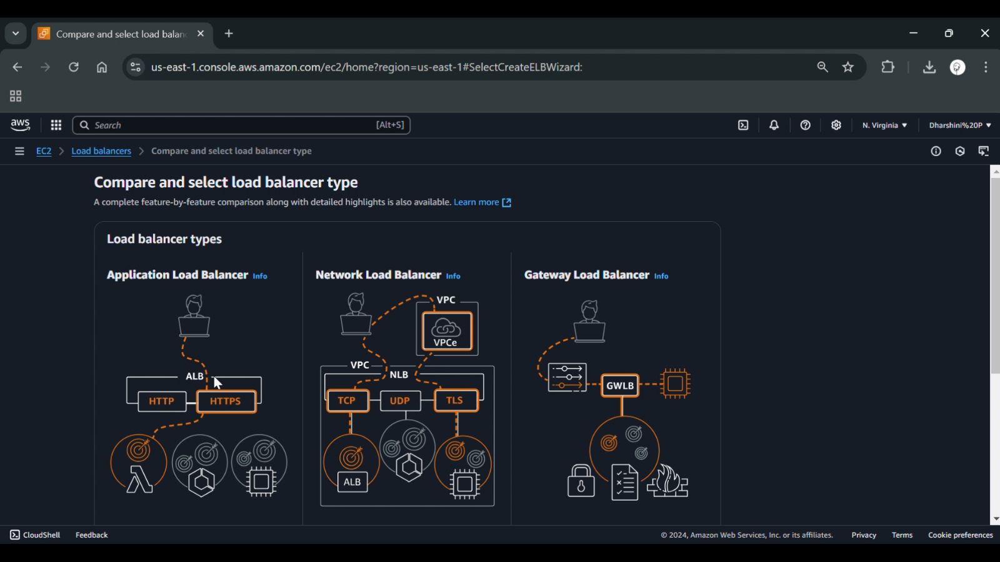 Compare and select load balan
us-east-1.console.aws.amazon.com/ec2/home?region=us-east-1#SelectCreateELBWizard:
aws
Search
[Alt+S]
N. Virginia
Dharshini%20P
EC2
Load balancers
Compare and select load balancer type
Compare and select load balancer type
A complete feature-by-feature comparison along with detailed highlights is also available. Learn more
Load balancer types
Application Load Balancer Info
ALB
HTTP
HTTPS
Network Load Balancer Info
VPC
VPCe
VPC
NLB
TCP
UDP
TLS
ALB
Gateway Load Balancer Info
GWLB
CloudShell
Feedback
© 2024, Amazon Web Services, Inc. or its affiliates.
Privacy
Terms
Cookie preferences